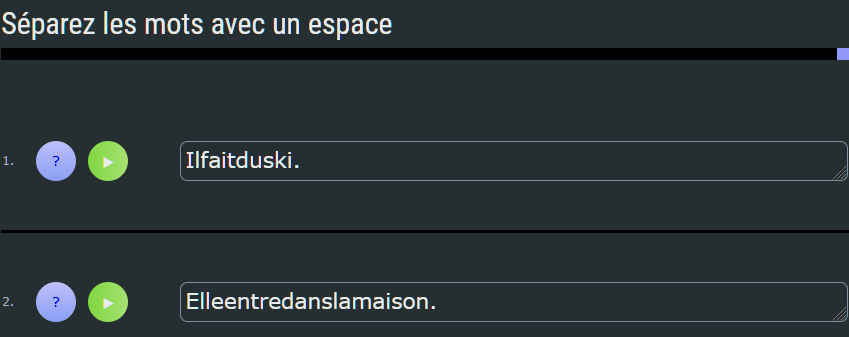 Séparez les mots avec un espace
1. ? Ilfaitduski.
2. ? Elleentredanslamaison.